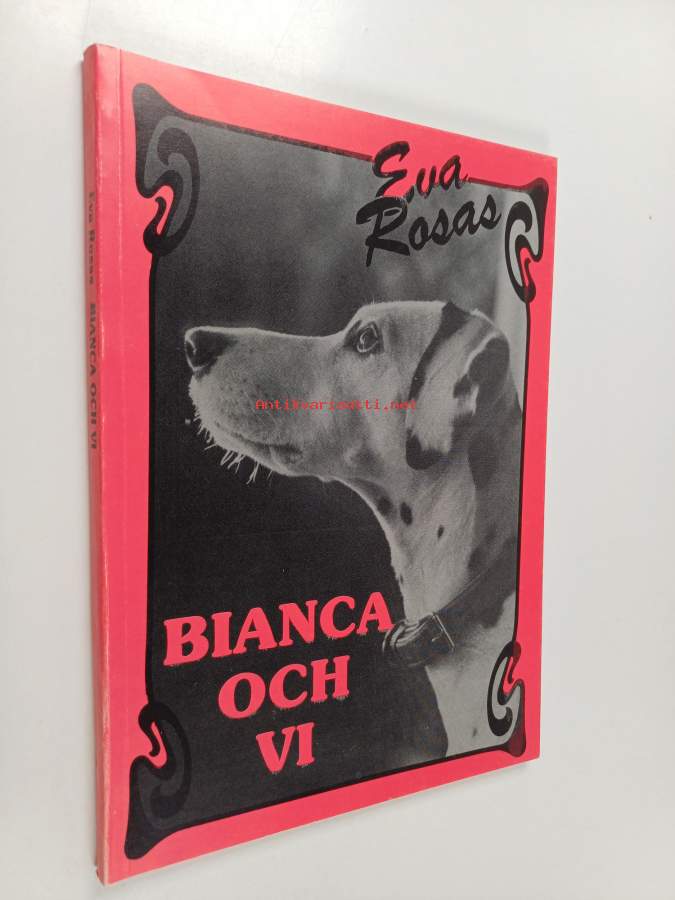 Eva
Rosas
BIANCA
OCH
VI
Eva Rosas BIANCA OCH VI
Antikvariaatti.net